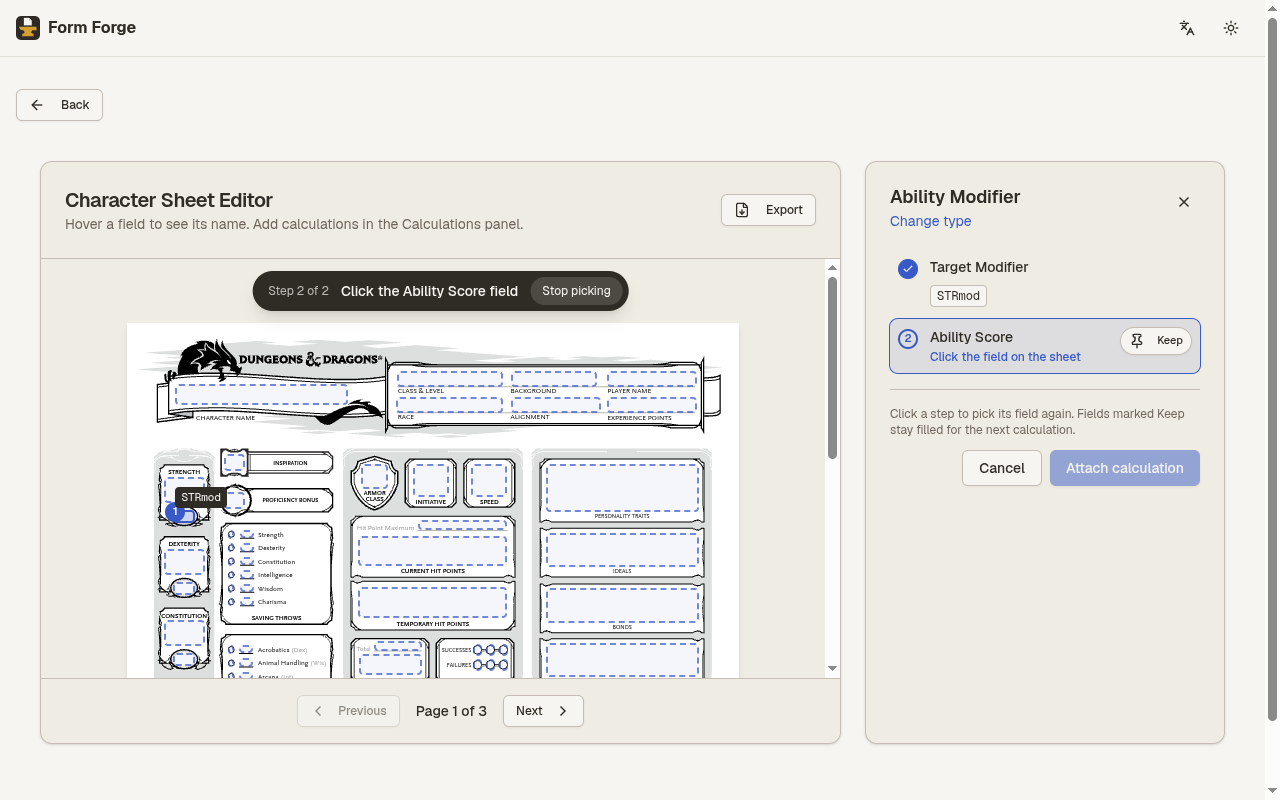 Form Forge
Back
Character Sheet Editor
Hover a field to see its name. Add calculations in the Calculations panel.
Export
Step 2 of 2 Click the Ability Score field Stop picking
DUNGEONS & DRAGONS®
CLASS & LEVEL BACKGROUND PLAYER NAME
CHARACTER NAME
RACE ALIGNMENT EXPERIENCE POINTS
STRENGTH
STRmod
1
DEXTERITY
CONSTITUTION
INSPIRATION
PROFICIENCY BONUS
Strength
Dexterity
Constitution
Intelligence
Wisdom
Charisma
SAVING THROWS
Acrobatics (Dex)
Animal Handling (Wis)
Arcana (Int)
ARMOR
CLASS
INITIATIVE
SPEED
Hit Point Maximum
CURRENT HIT POINTS
TEMPORARY HIT POINTS
Total
SUCCESSES
FAILURES
PERSONALITY TRAITS
IDEALS
BONDS
Previous Page 1 of 3 Next
Ability Modifier
Change type
Target Modifier
STRmod
2 Ability Score
Click the field on the sheet
Keep
Click a step to pick its field again. Fields marked Keep
stay filled for the next calculation.
Cancel Attach calculation